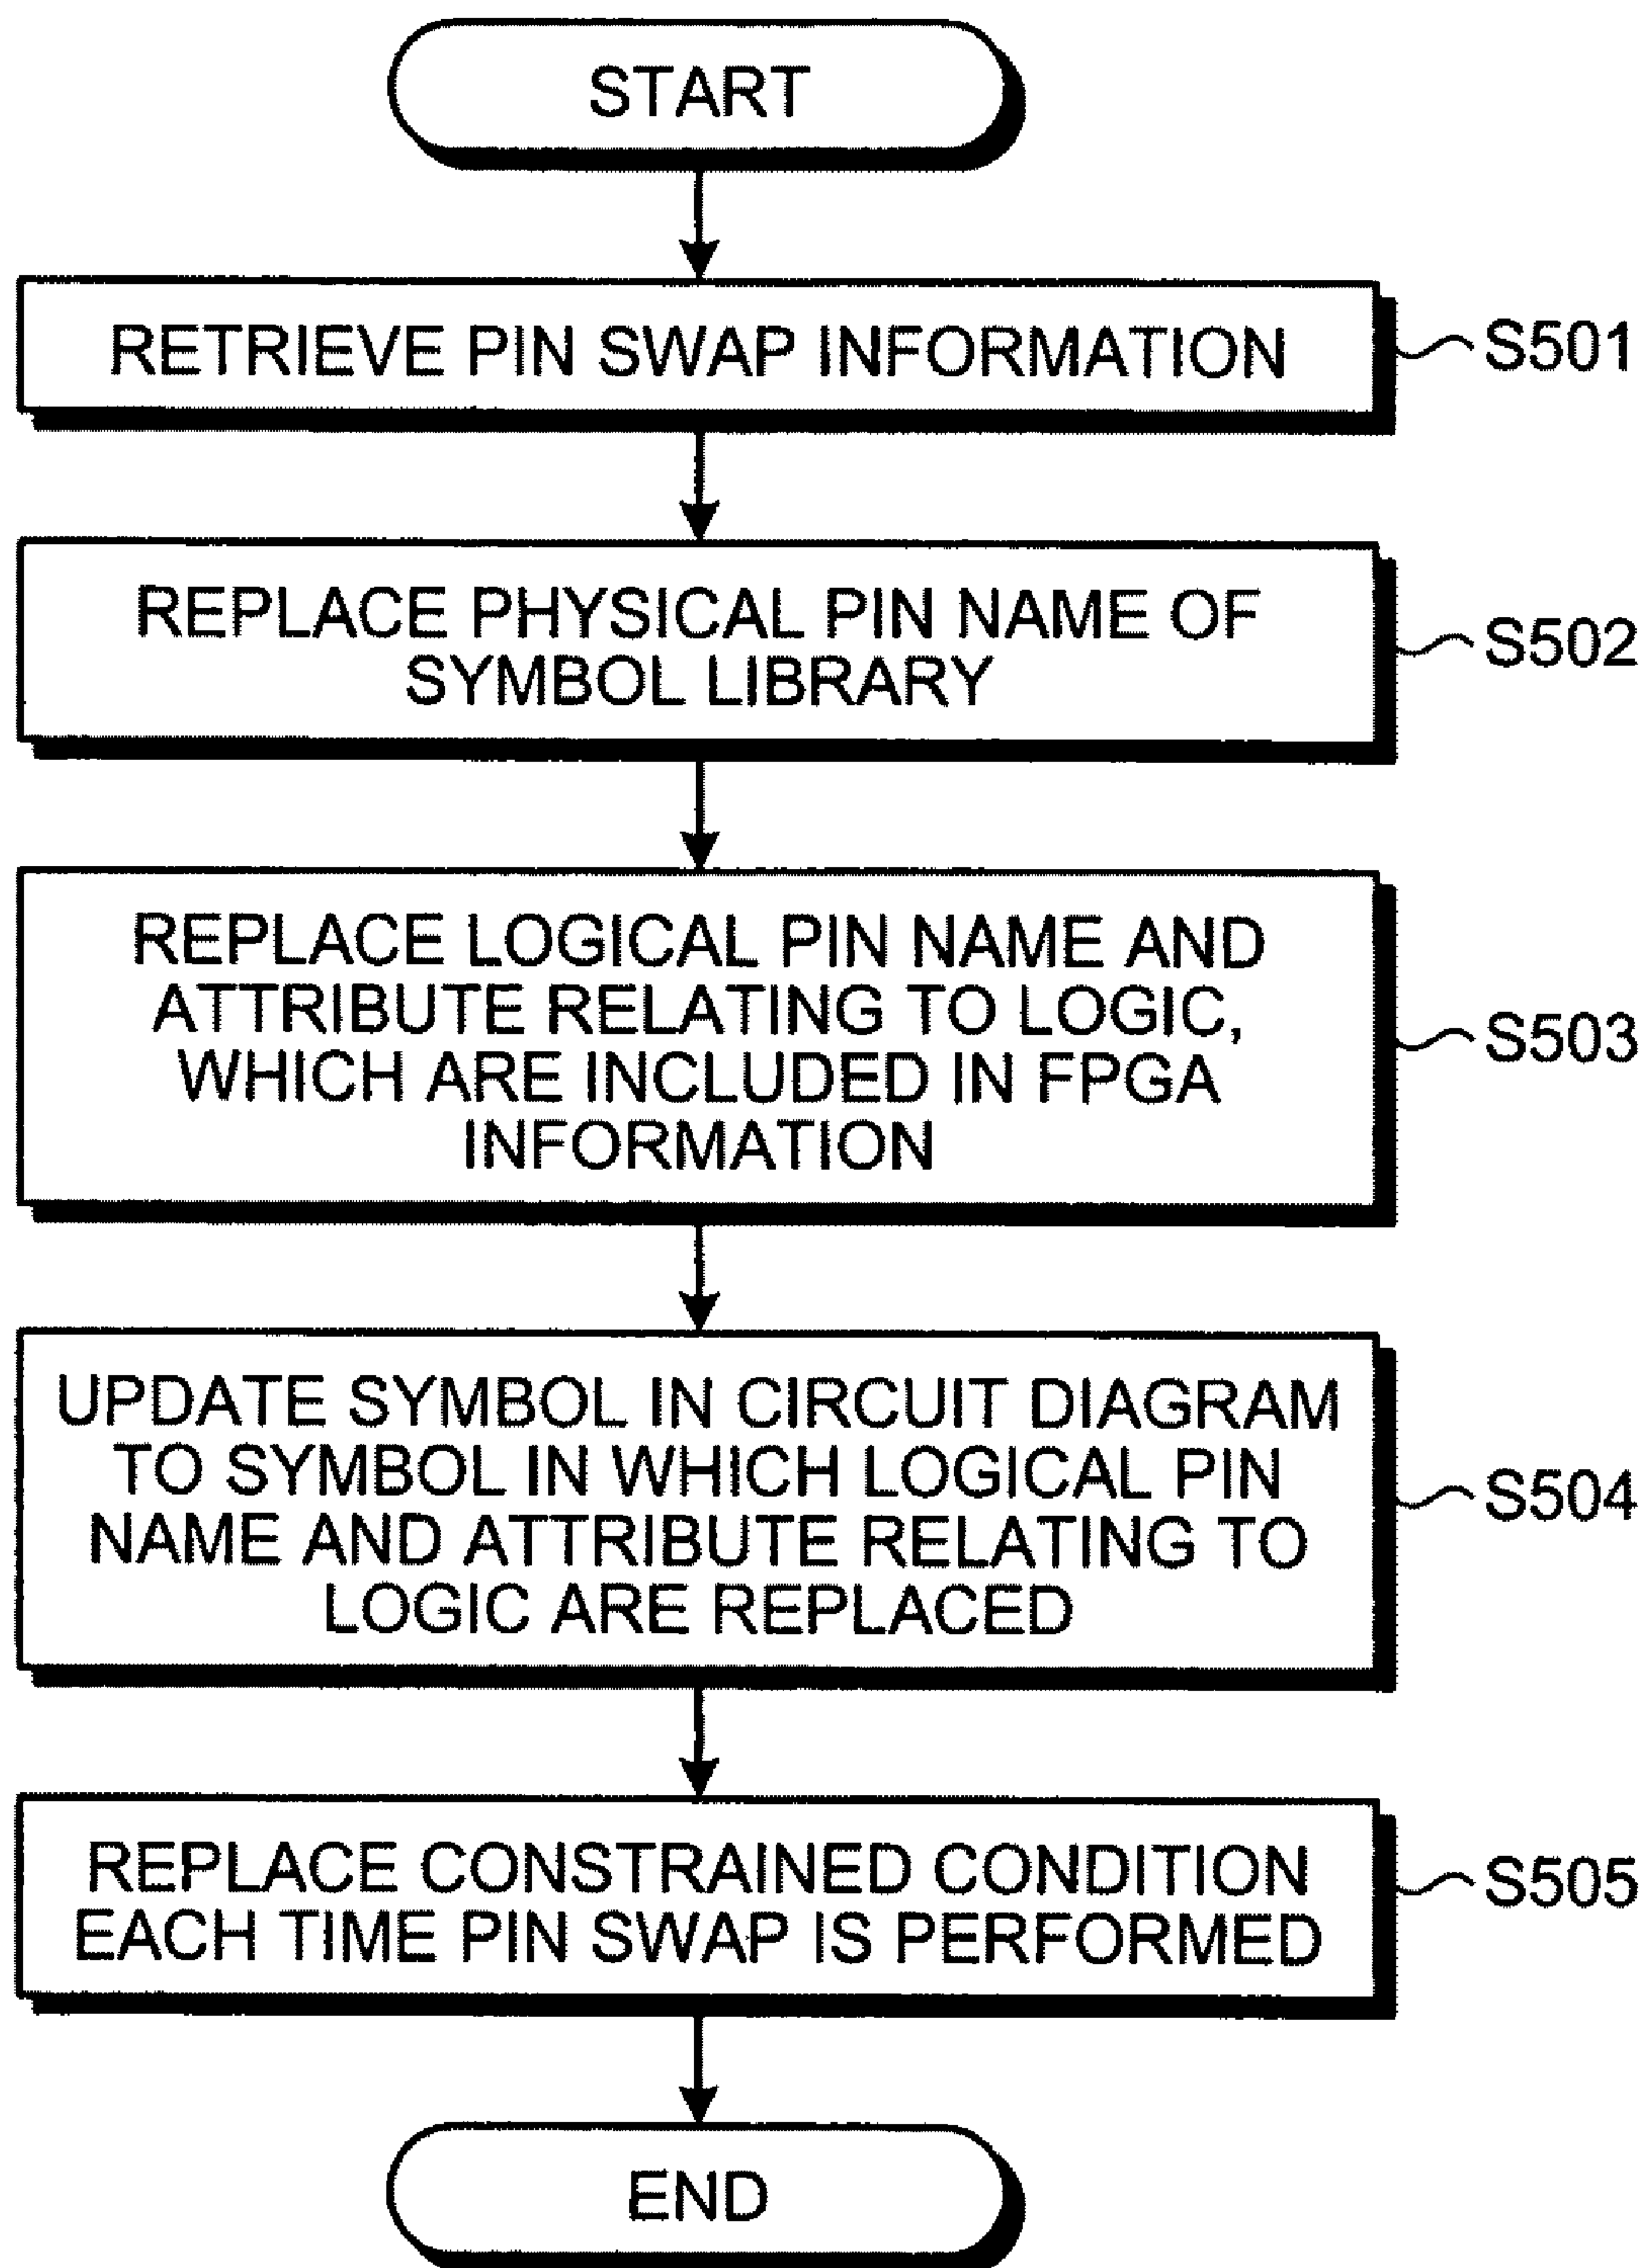 START
RETRIEVE PIN SWAP INFORMATION
S501
REPLACE PHYSICAL PIN NAME OF
SYMBOL LIBRARY
S502
REPLACE LOGICAL PIN NAME AND
ATTRIBUTE RELATING TO LOGIC,
WHICH ARE INCLUDED IN FPGA
INFORMATION
S503
UPDATE SYMBOL IN CIRCUIT DIAGRAM
TO SYMBOL IN WHICH LOGICAL PIN
NAME AND ATTRIBUTE RELATING TO
LOGIC ARE REPLACED
S504
REPLACE CONSTRAINED CONDITION
EACH TIME PIN SWAP IS PERFORMED
S505
END